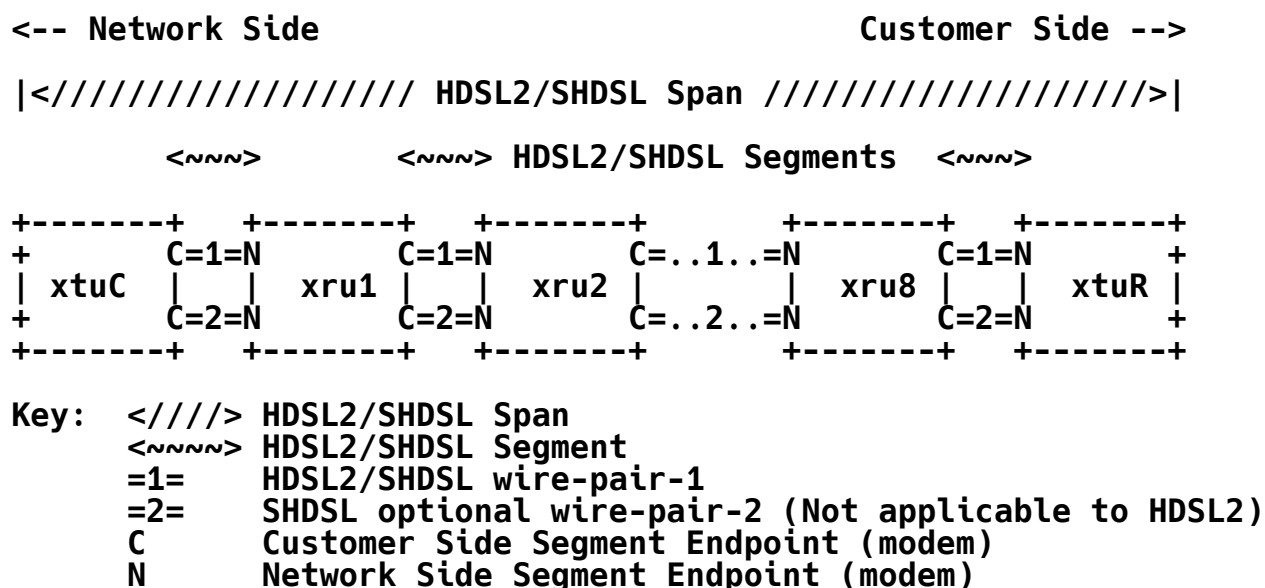 <-- Network Side                            Customer Side -->
|</////////////////// HDSL2/SHDSL Span ///////////////////>|
        <~~~>       <~~~> HDSL2/SHDSL Segments  <~~~>
+-------+   +-------+   +-------+       +-------+   +-------+
+       C=1=N       C=1=N       C=..1..=N       C=1=N       +
| xtuC  |   |  xru1 |   |  xru2 |       |  xru8 |   |  xtuR |
+       C=2=N       C=2=N       C=..2..=N       C=2=N       +
+-------+   +-------+   +-------+       +-------+   +-------+
Key:  <////> HDSL2/SHDSL Span
      <~~~~> HDSL2/SHDSL Segment
      =1=    HDSL2/SHDSL wire-pair-1
      =2=    SHDSL optional wire-pair-2 (Not applicable to HDSL2)
      C      Customer Side Segment Endpoint (modem)
      N      Network Side Segment Endpoint (modem)